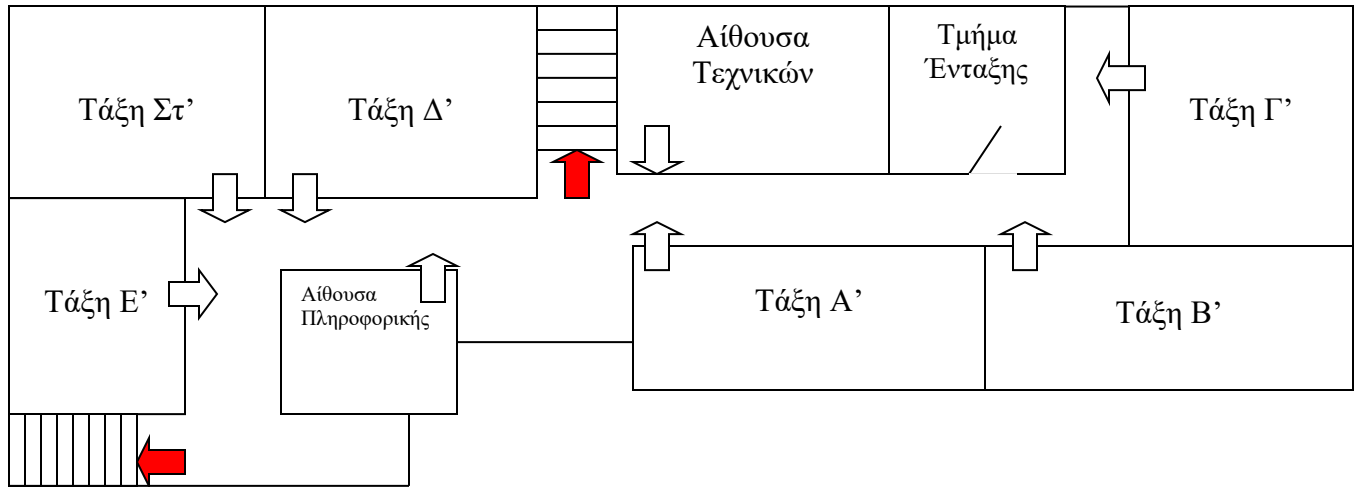 Τάξη Στ’
Τάξη Δ’
Αίθουσα
Τεχνικών
Τμήμα
Ένταξης
Τάξη Γ’
Τάξη Ε’
Αίθουσα
Πληροφορικής
Τάξη Α’
Τάξη Β’